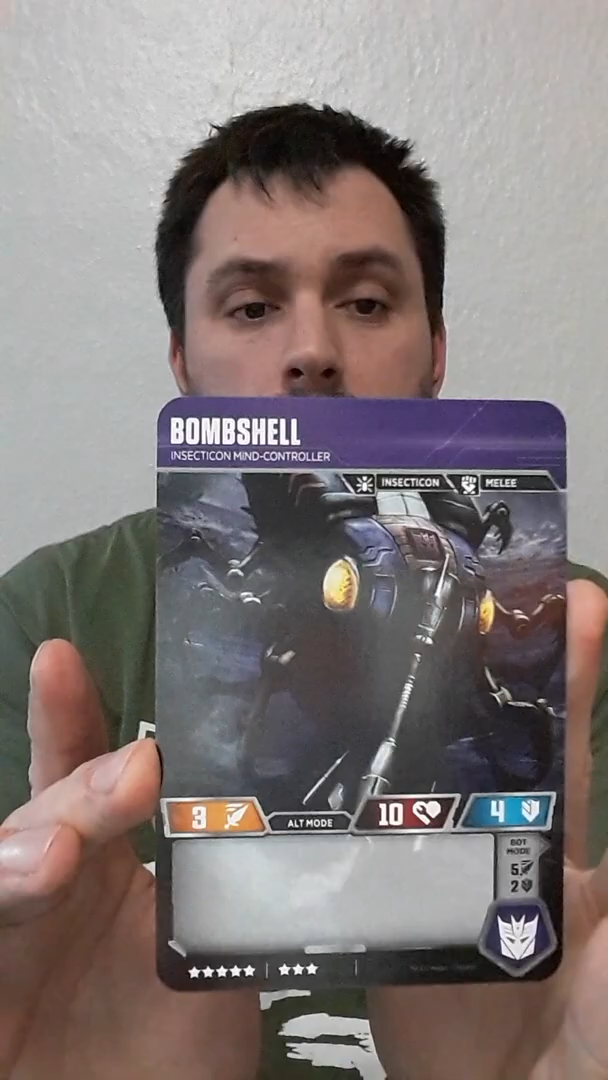 BOMBSHELL
INSECTICON MIND-CONTROLLER
INSECTICON MELEE
3 ALT MODE 10 4
BOT
MODE
5
2